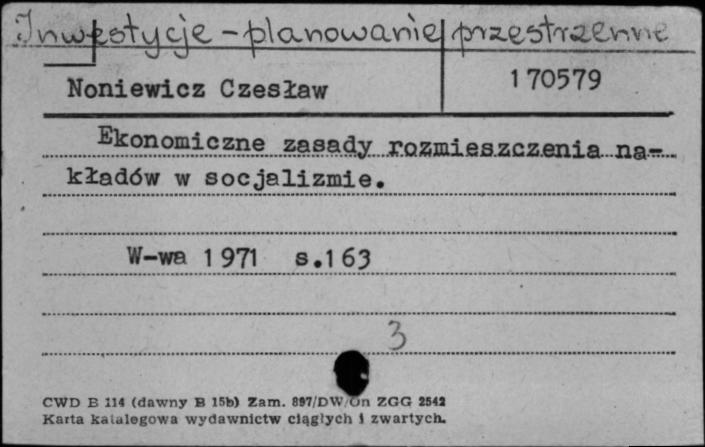 Inwestycje - planowanie przestrzenne
Noniewicz Czesław 170579
Ekonomiczne zasady rozmieszczenia na-
kładów w socjalizmie.
W-wa 1971 s.163
3
CWD B 114 (dawny B 15b) Zam. 897/DW/On ZGG 2542
Karta katalogowa wydawnictw ciągłych i zwartych.